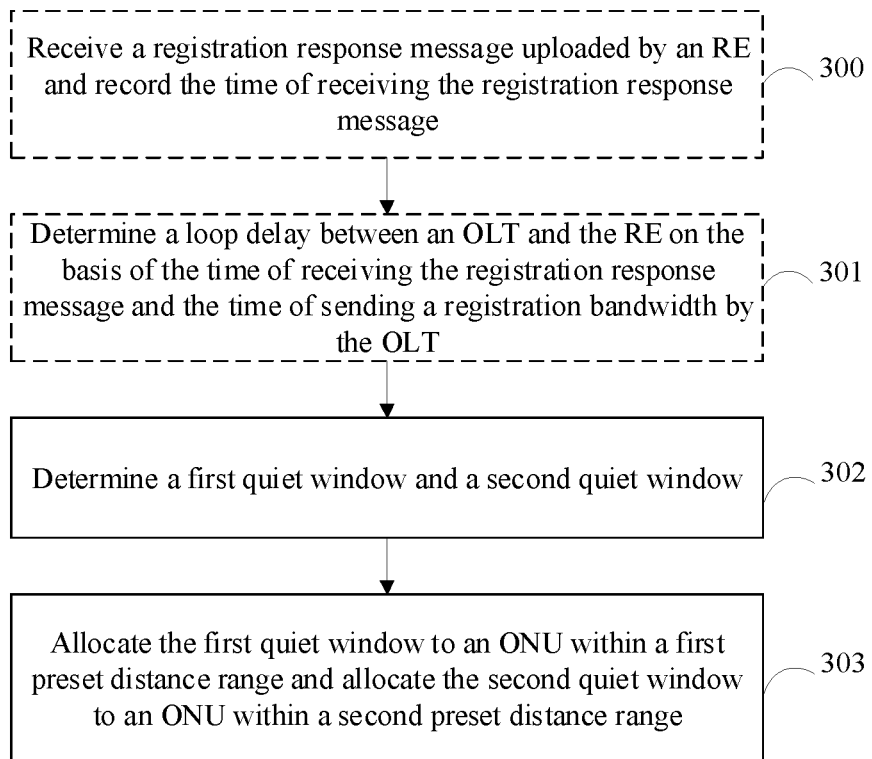 Receive a registration response message uploaded by an RE
and record the time of receiving the registration response
message
300
Determine a loop delay between an OLT and the RE on the
basis of the time of receiving the registration response
message and the time of sending a registration bandwidth by
the OLT
301
Determine a first quiet window and a second quiet window
302
Allocate the first quiet window to an ONU within a first
preset distance range and allocate the second quiet window
to an ONU within a second preset distance range
303